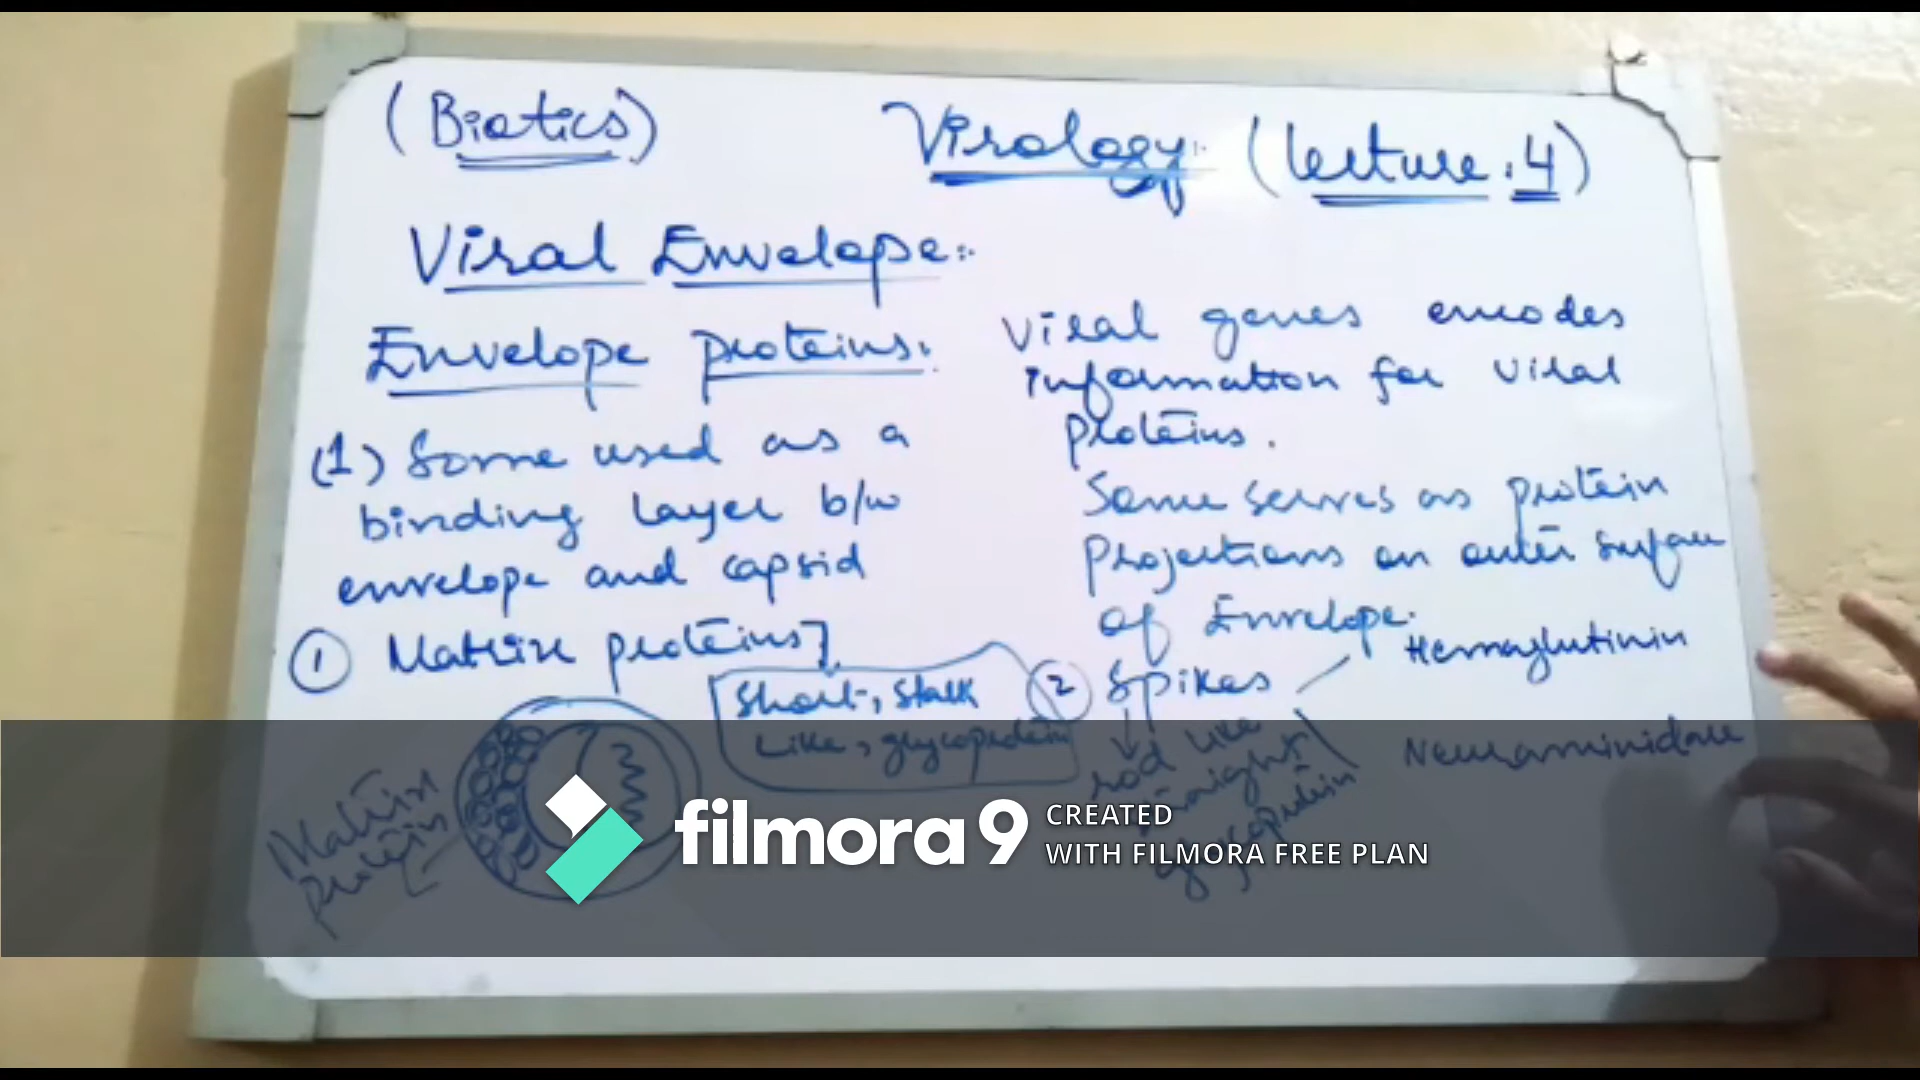 (Biotics)
Virology:- (lecture:4)
Viral Envelope:-
Envelope proteins:
(1) Some used as a
binding layer b/w
envelope and capsid
1 Matrix proteins]
Short, stalk
like, glycoprotein
Matrix
protein
Viral genes encodes
information for viral
proteins.
Some serves as protein
Projections on outer surface
of Envelope.
2 Spikes
Hemaglutinin
Neuraminidase
rod like
straight
glycoprotein
filmora 9
CREATED
WITH FILMORA FREE PLAN